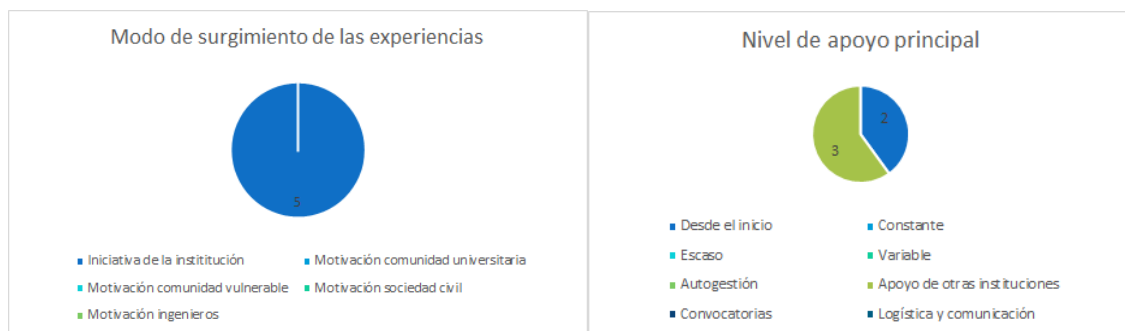 Modo de surgimiento de las experiencias
5
Iniciativa de la instititución
Motivación comunidad universitaria
Motivación comunidad vulnerable
Motivación sociedad civil
Motivación ingenieros
Nivel de apoyo principal
2
3
Desde el inicio
Constante
Escaso
Variable
Autogestión
Apoyo de otras instituciones
Convocatorias
Logística y comunicación